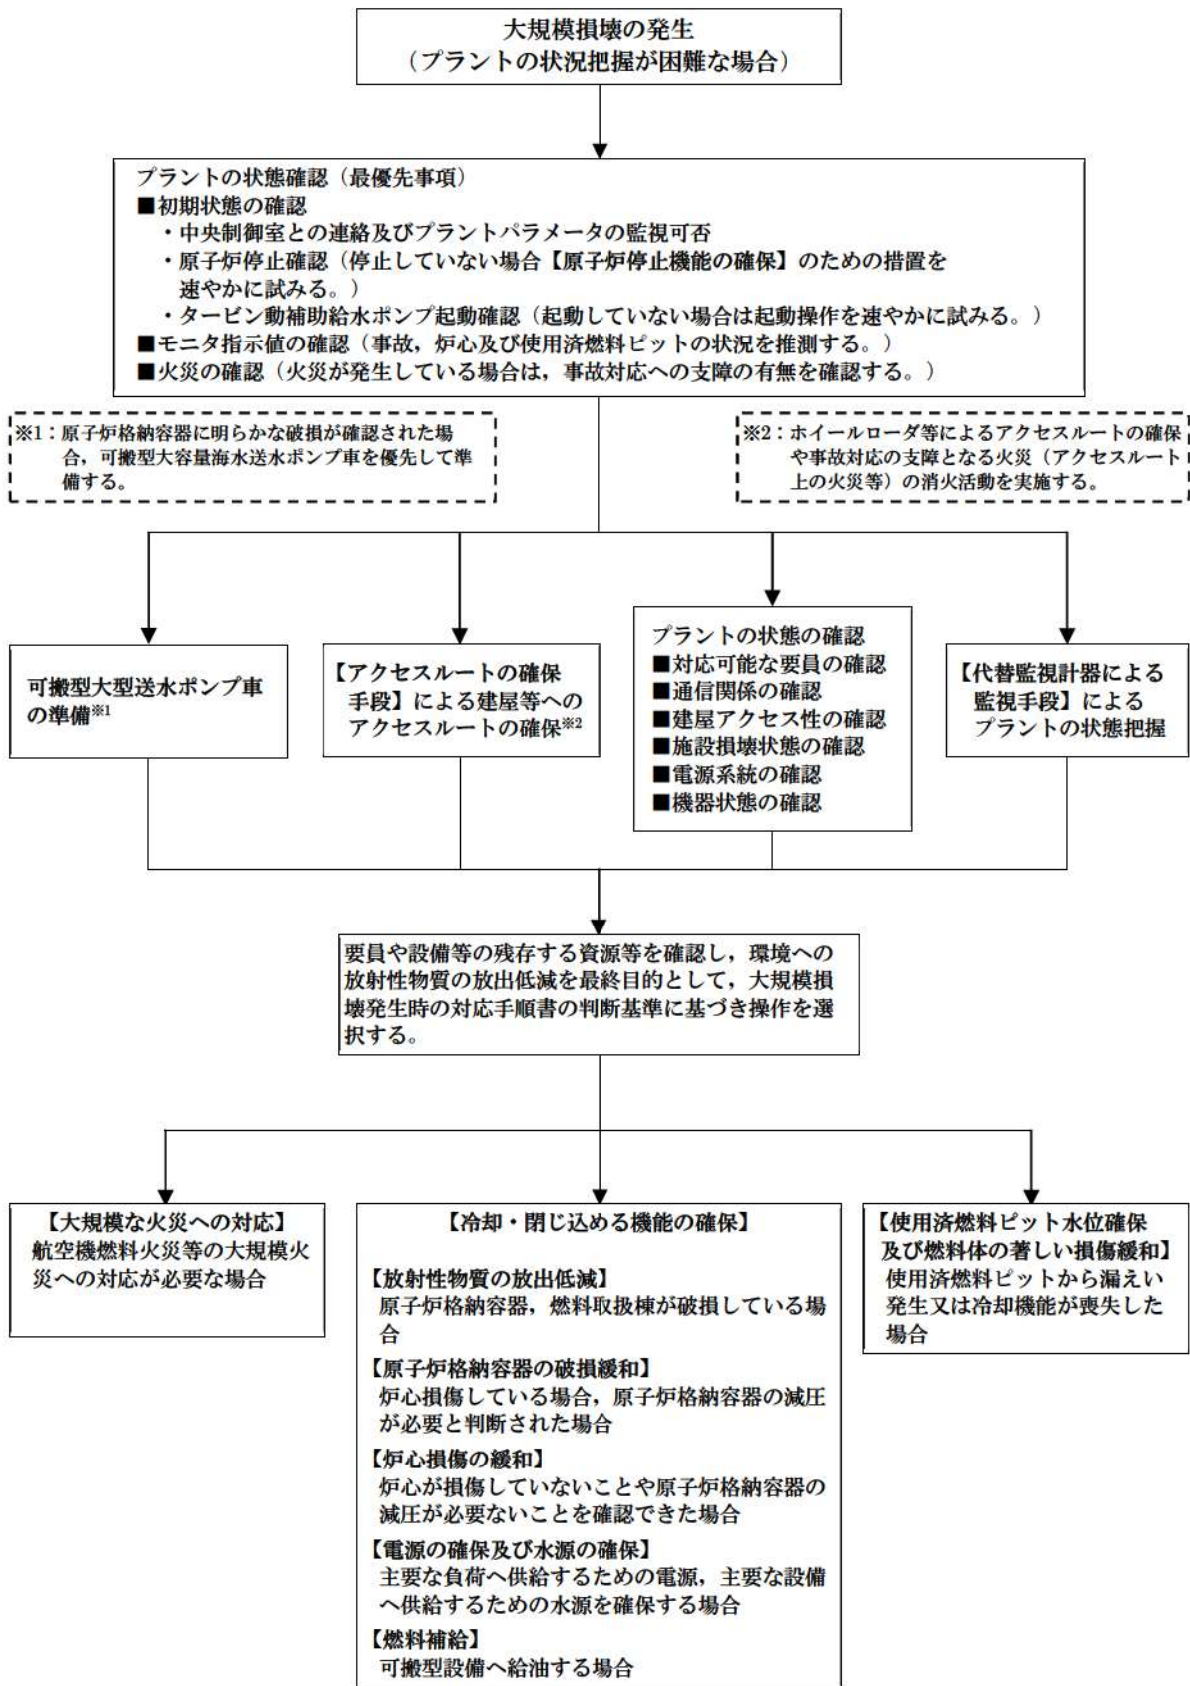 大規模損壊の発生
（プラントの状況把握が困難な場合）
プラントの状態確認（最優先事項）
■初期状態の確認
・中央制御室との連絡及びプラントパラメータの監視可否
・原子炉停止確認（停止していない場合【原子炉停止機能の確保】のための措置を
速やかに試みる。）
・タービン動補助給水ポンプ起動確認（起動していない場合は起動操作を速やかに試みる。）
■モニタ指示値の確認（事故，炉心及び使用済燃料ピットの状況を推測する。）
■火災の確認（火災が発生している場合は，事故対応への支障の有無を確認する。）
※1：原子炉格納容器に明らかな破損が確認された場
合，可搬型大容量海水送水ポンプ車を優先して準
備する。
※2：ホイールローダ等によるアクセスルートの確保
や事故対応の支障となる火災（アクセスルート
上の火災等）の消火活動を実施する。
可搬型大型送水ポンプ車
の準備※1
【アクセスルートの確保
手段】による建屋等への
アクセスルートの確保※2
プラントの状態の確認
■対応可能な要員の確認
■通信関係の確認
■建屋アクセス性の確認
■施設損壊状態の確認
■電源系統の確認
■機器状態の確認
【代替監視計器による
監視手段】による
プラントの状態把握
要員や設備等の残存する資源等を確認し，環境への
放射性物質の放出低減を最終目的として，大規模損
壊発生時の対応手順書の判断基準に基づき操作を選
択する。
【大規模な火災への対応】
航空機燃料火災等の大規模火
災への対応が必要な場合
【冷却・閉じ込める機能の確保】
【放射性物質の放出低減】
原子炉格納容器，燃料取扱棟が破損している場
合
【原子炉格納容器の破損緩和】
炉心損傷している場合，原子炉格納容器の減圧
が必要と判断された場合
【炉心損傷の緩和】
炉心が損傷していないことや原子炉格納容器の
減圧が必要ないことを確認できた場合
【電源の確保及び水源の確保】
主要な負荷へ供給するための電源，主要な設備
へ供給するための水源を確保する場合
【燃料補給】
可搬型設備へ給油する場合
【使用済燃料ピット水位確保
及び燃料体の著しい損傷緩和】
使用済燃料ピットから漏えい
発生又は冷却機能が喪失した
場合